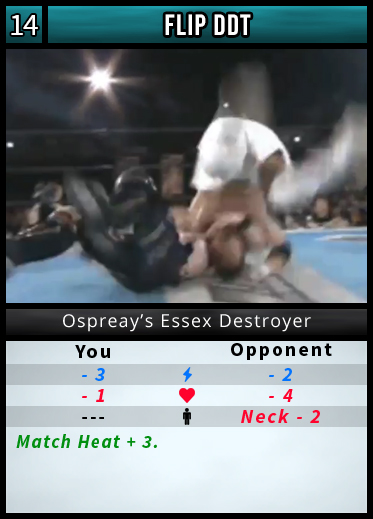 14 FLIP DDT
Ospreay's Essex Destroyer
You Opponent
- 3 - 2
- 1 - 4
--- Neck - 2
Match Heat + 3.